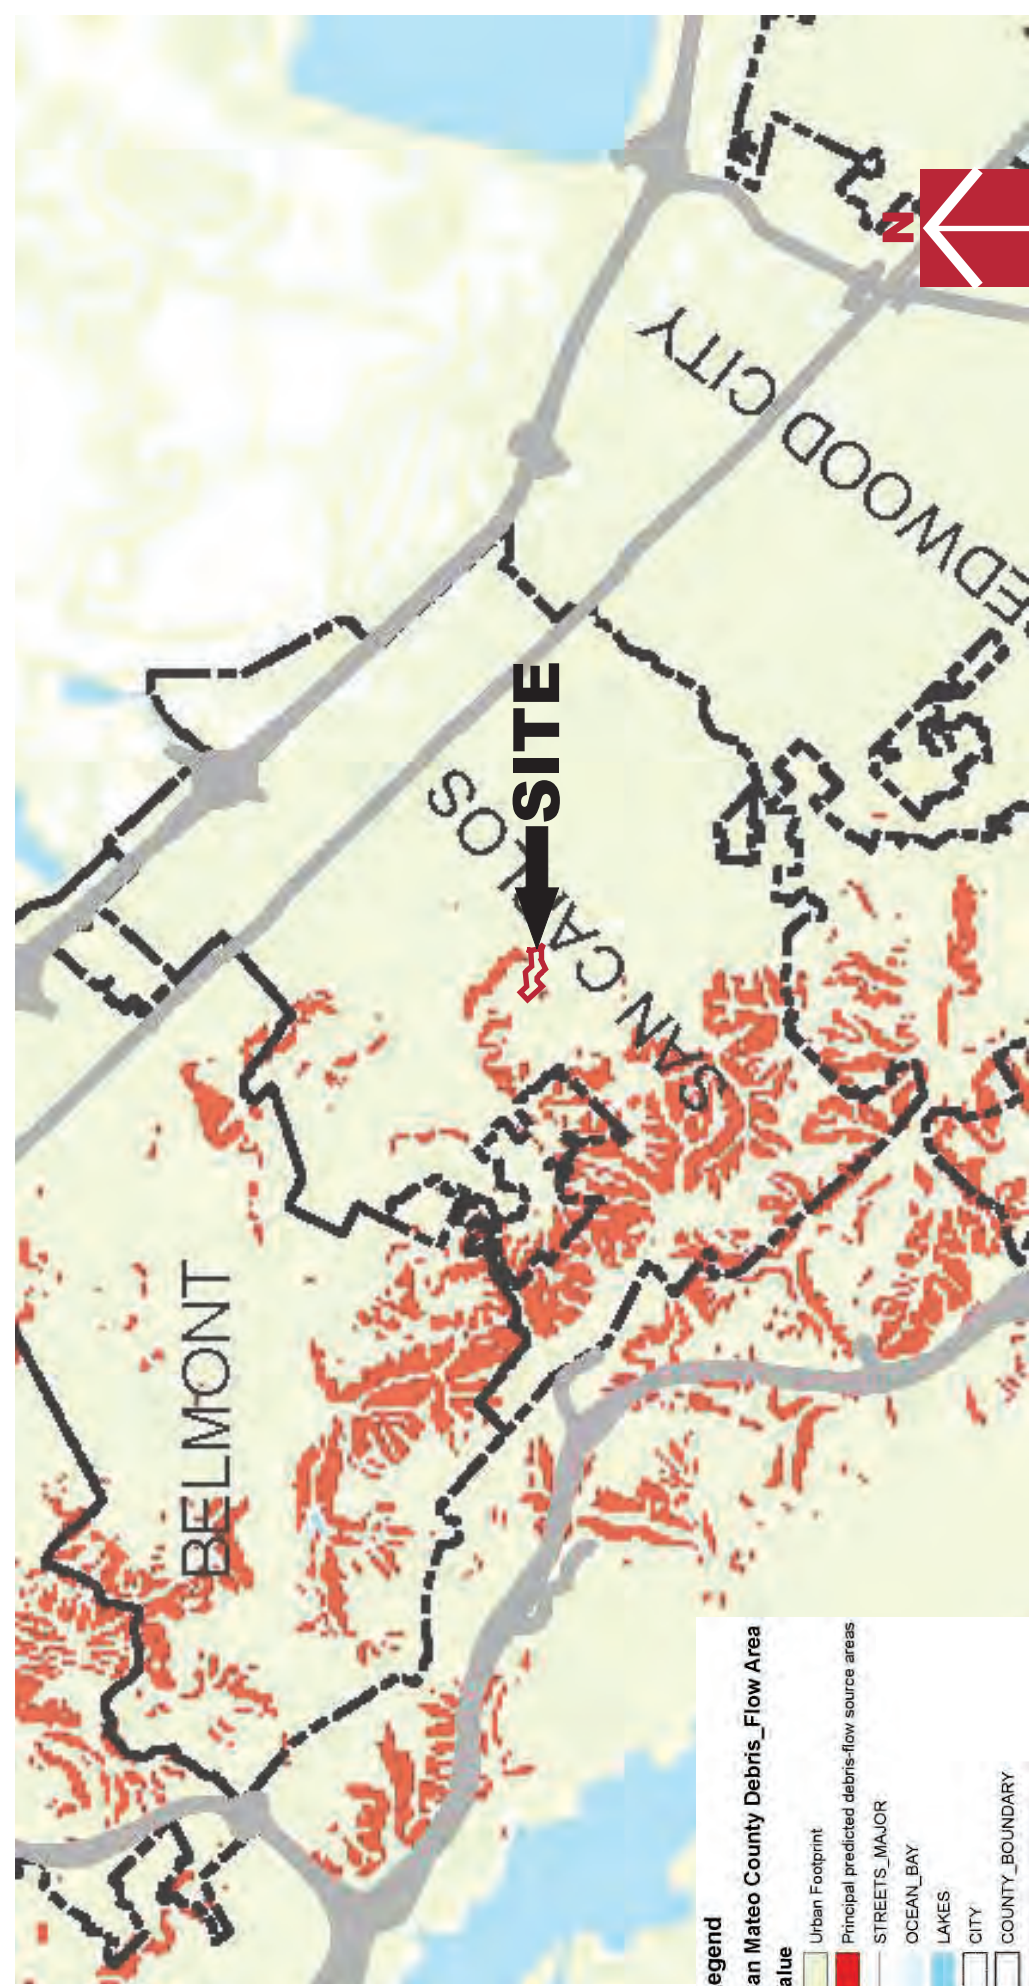 N
REDWOOD CITY
SITE
SAN CARLOS
BELMONT
egend
an Mateo County Debris_Flow Area
alue
Urban Footprint
Principal predicted debris-flow source areas
STREETS_MAJOR
OCEAN_BAY
LAKES
CITY
COUNTY_BOUNDARY